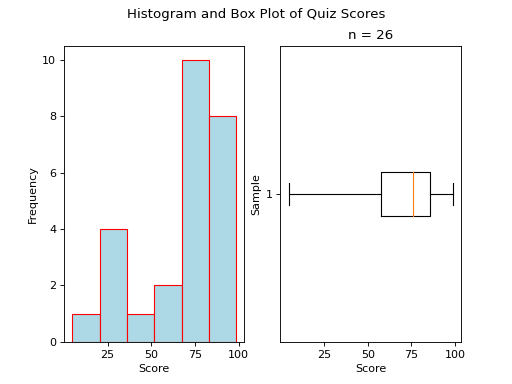 Histogram and Box Plot of Quiz Scores
n = 26
10
8
6
4
2
0
Frequency
25 50 75 100
Score
Sample
1
25 50 75 100
Score